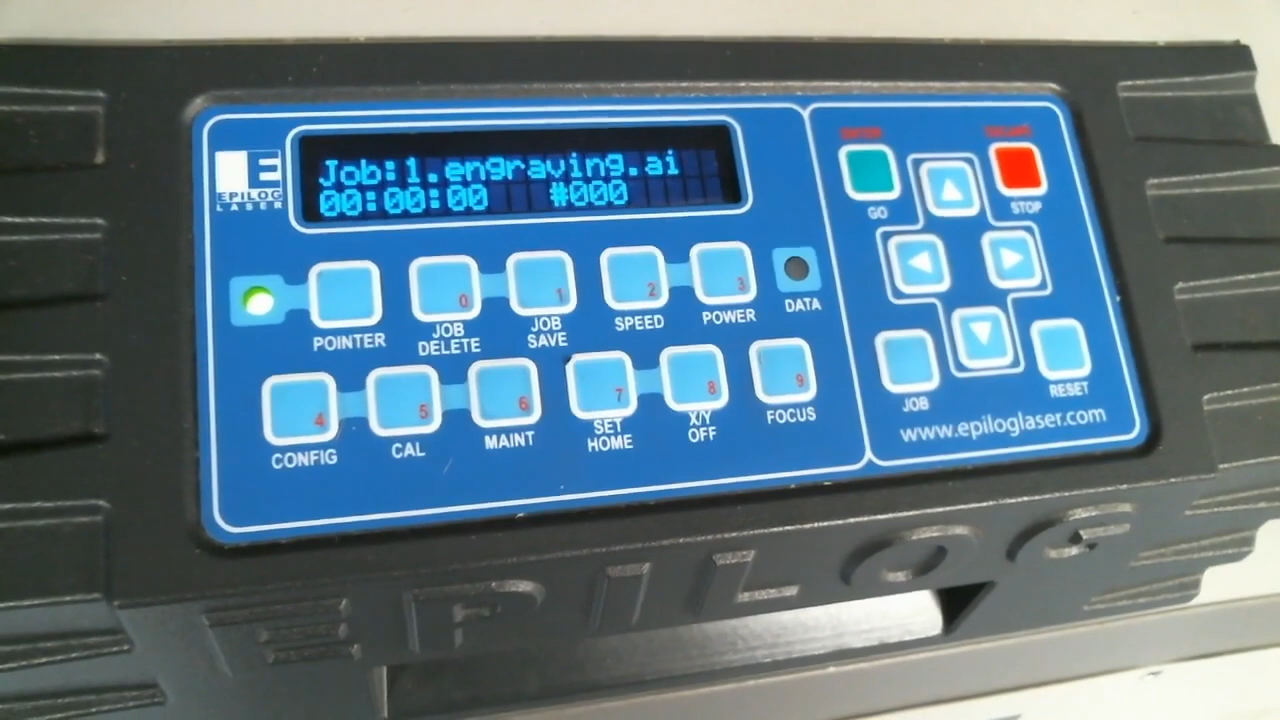 Job:1.engraving.ai
00:00:00 #000
E
EPILOG
LASER
POINTER
0
JOB
DELETE
1
JOB
SAVE
2
SPEED
3
POWER
DATA
4
CONFIG
5
CAL
6
MAINT
7
SET
HOME
8
X/Y
OFF
9
FOCUS
ENTER
GO
STOP
JOB
RESET
www.epiloglaser.com
EPILOG